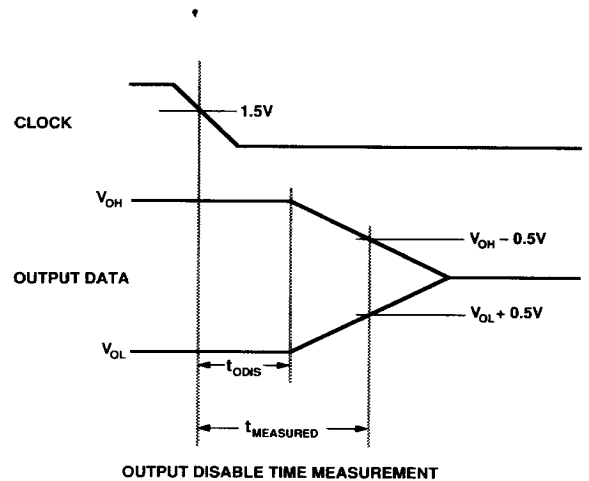 1.5V
CLOCK
VOH
VOH – 0.5V
OUTPUT DATA
VOL + 0.5V
VOL
tODIS
tMEASURED
OUTPUT DISABLE TIME MEASUREMENT